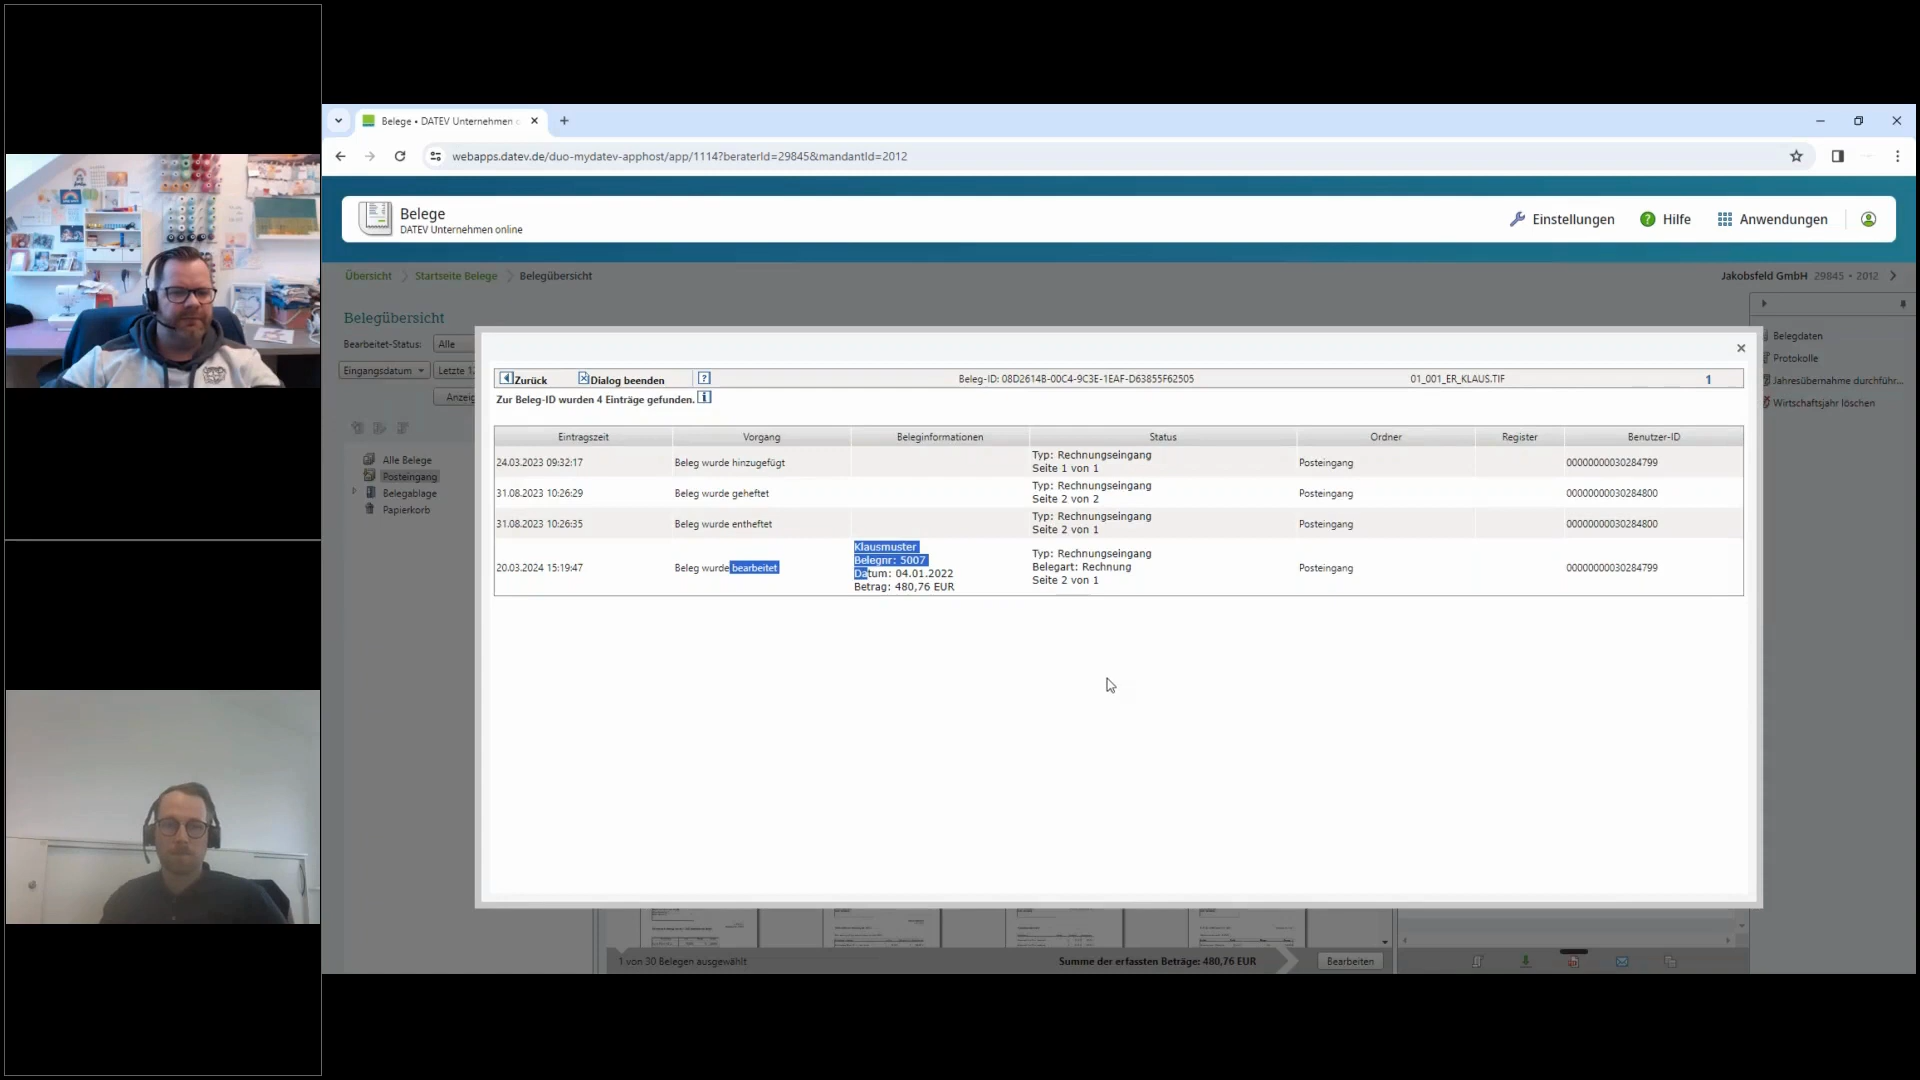 Belege • DATEV Unternehmen o
webapps.datev.de/duo-mydatev-apphost/app/1114?beraterId=29845&mandantId=2012
Belege
DATEV Unternehmen online
Einstellungen
Hilfe
Anwendungen
Übersicht
Startseite Belege
Belegübersicht
Jakobsfeld GmbH 29845 • 2012
Belegübersicht
Bearbeitet-Status: Alle
Eingangsdatum
Letzte 12
Anzeig
Alle Belege
Posteingang
Belegablage
Papierkorb
Belegdaten
Protokolle
Jahresübernahme durchführ...
Wirtschaftsjahr löschen
Zurück
Dialog beenden
?
Beleg-ID: 08D2614B-00C4-9C3E-1EAF-D63855F62505
01_001_ER_KLAUS.TIF
1
Zur Beleg-ID wurden 4 Einträge gefunden.
Eintragszeit Vorgang Beleginformationen Status Ordner Register Benutzer-ID
24.03.2023 09:32:17 Beleg wurde hinzugefügt Typ: Rechnungseingang Posteingang 00000000030284799
Seite 1 von 1
31.08.2023 10:26:29 Beleg wurde geheftet Typ: Rechnungseingang Posteingang 00000000030284800
Seite 2 von 2
31.08.2023 10:26:35 Beleg wurde entheftet Typ: Rechnungseingang Posteingang 00000000030284800
Seite 2 von 1
20.03.2024 15:19:47 Beleg wurde bearbeitet
Klausmuster
Belegnr: 5007
Datum: 04.01.2022
Betrag: 480,76 EUR
Typ: Rechnungseingang
Belegart: Rechnung
Seite 2 von 1
Posteingang
00000000030284799
1 von 30 Belegen ausgewählt
Summe der erfassten Beträge: 480,76 EUR
Bearbeiten